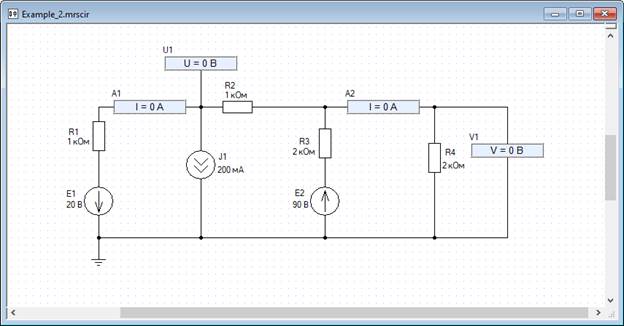 Example_2.mrscir
U1
U = 0 В
A1
I = 0 A
R2
1 кОм
A2
I = 0 A
R1
1 кОм
J1
200 мА
R3
2 кОм
R4
2 кОм
V1
V = 0 В
E1
20 В
E2
90 В